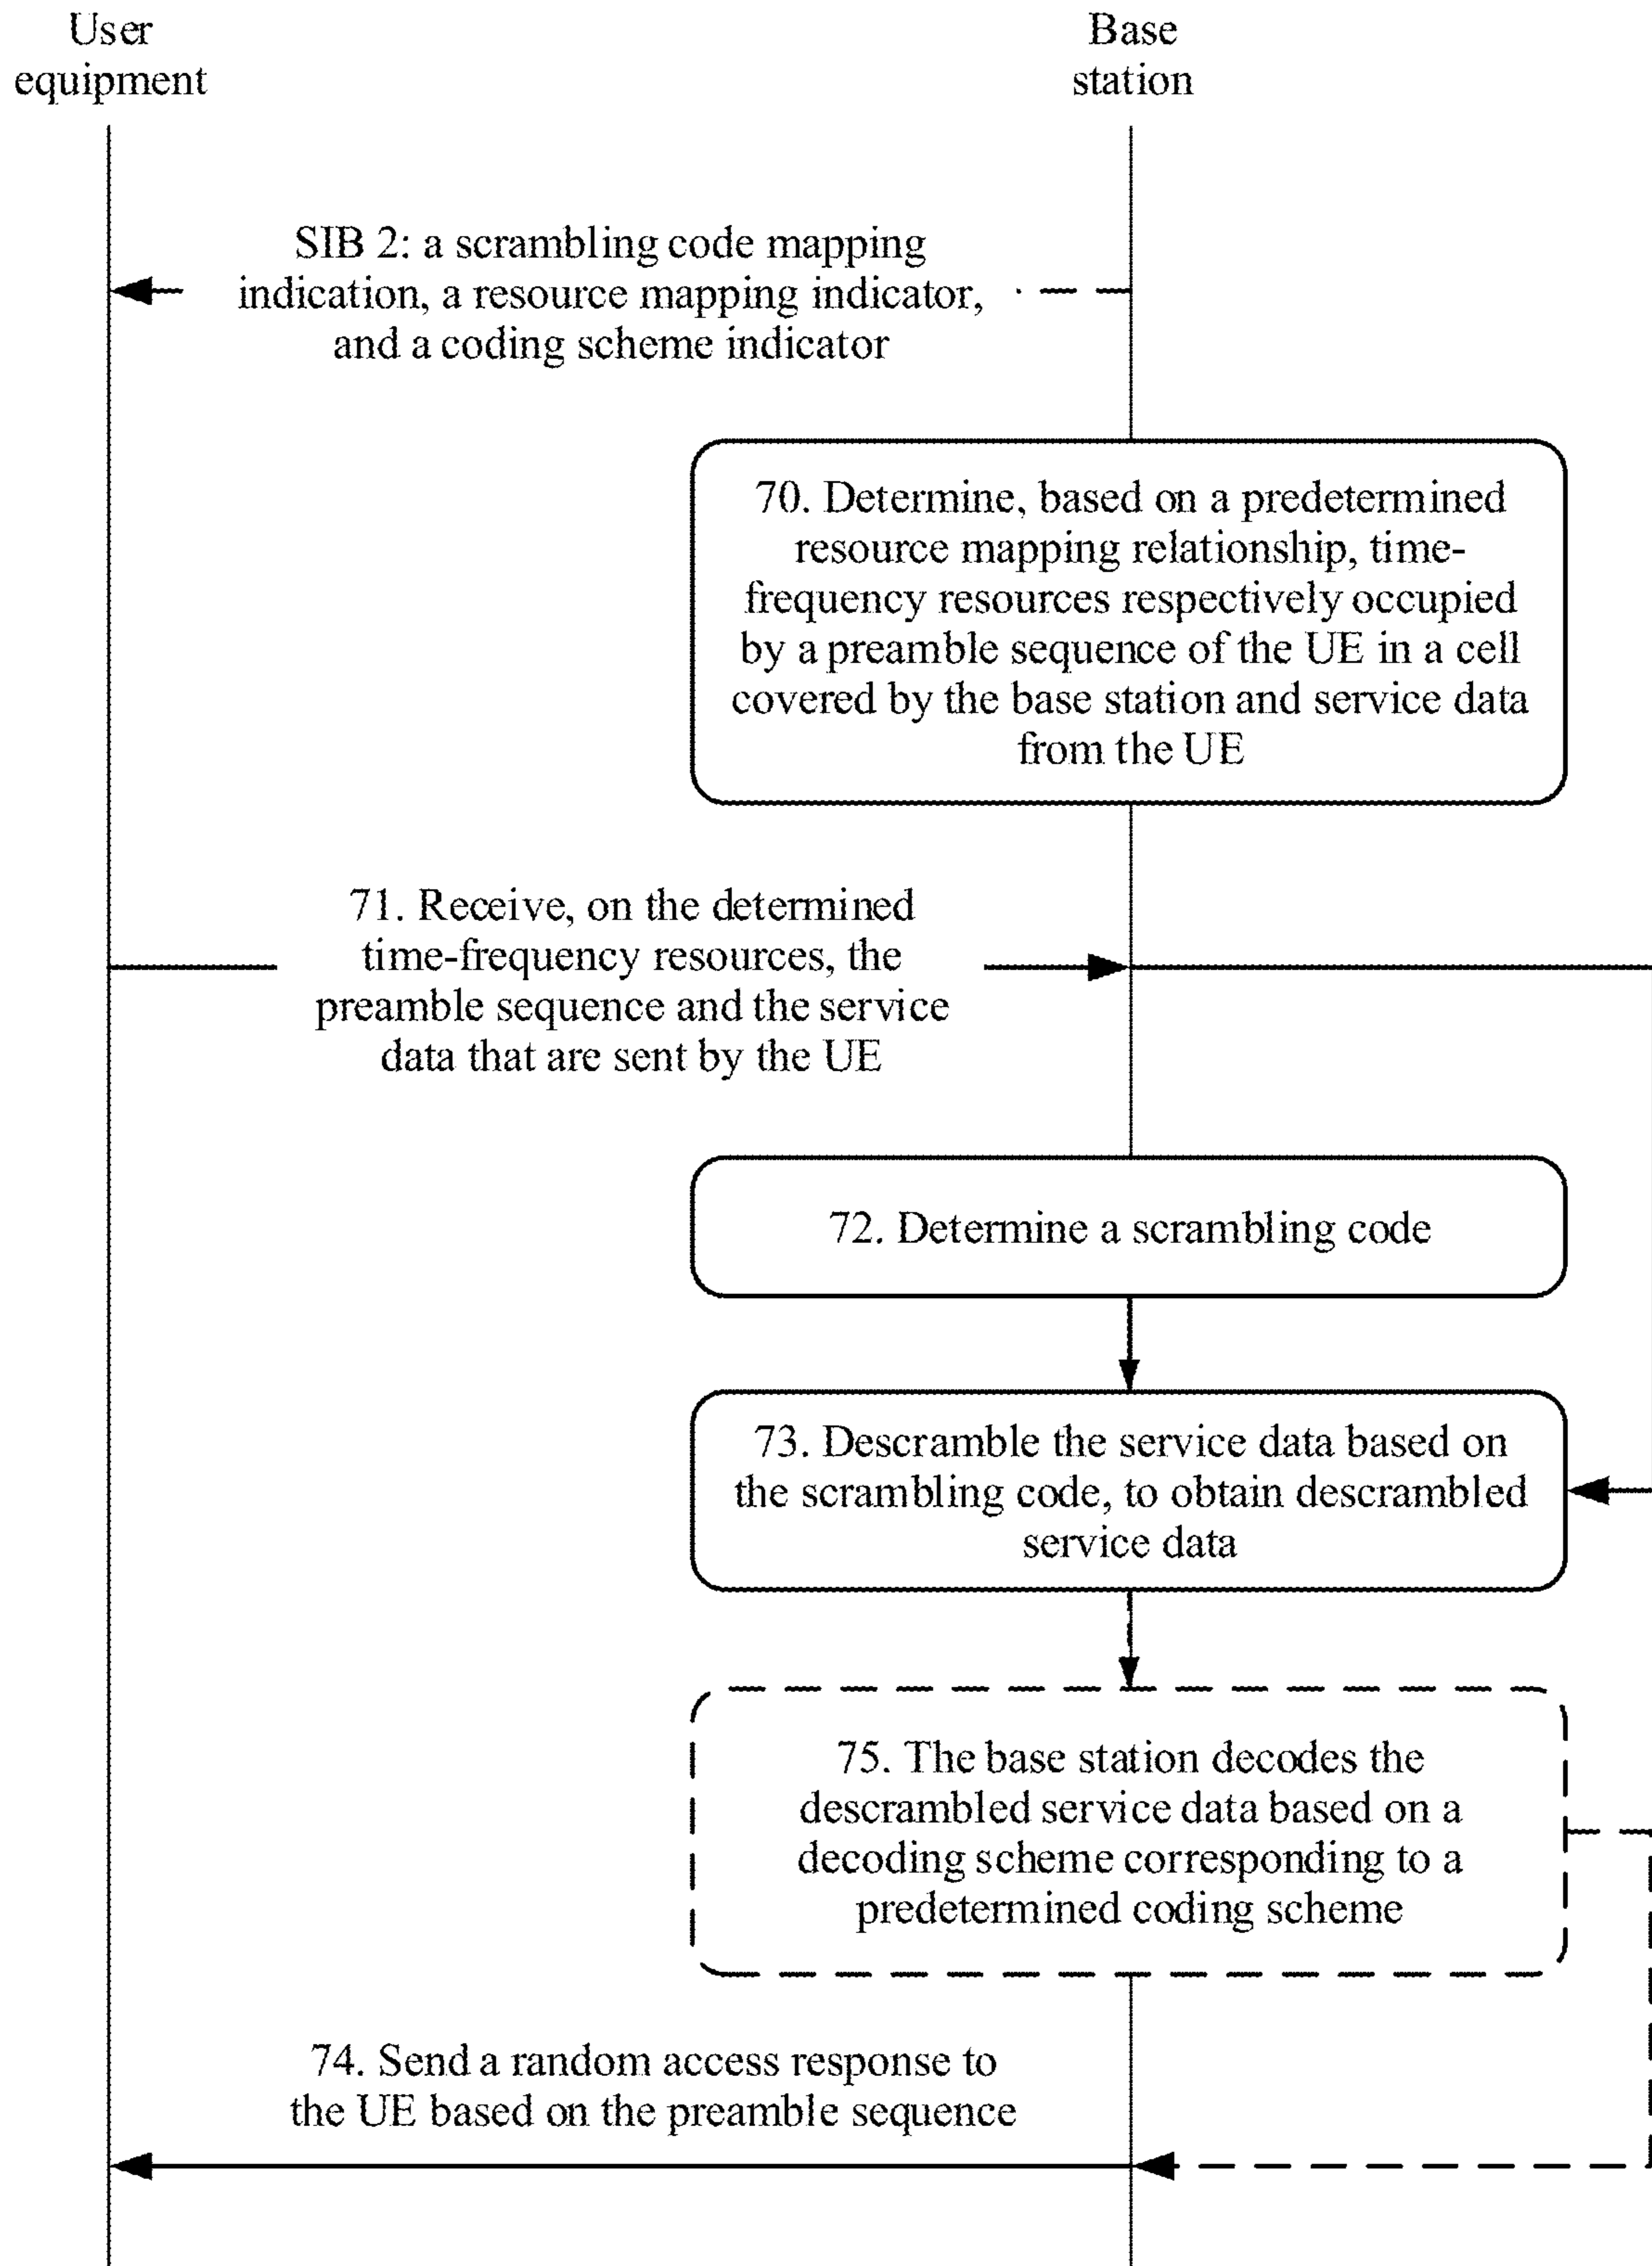 User
equipment
Base
station
SIB 2: a scrambling code mapping
indication, a resource mapping indicator,
and a coding scheme indicator
70. Determine, based on a predetermined
resource mapping relationship, time-
frequency resources respectively occupied
by a preamble sequence of the UE in a cell
covered by the base station and service data
from the UE
71. Receive, on the determined
time-frequency resources, the
preamble sequence and the service
data that are sent by the UE
72. Determine a scrambling code
73. Descramble the service data based on
the scrambling code, to obtain descrambled
service data
75. The base station decodes the
descrambled service data based on a
decoding scheme corresponding to a
predetermined coding scheme
74. Send a random access response to
the UE based on the preamble sequence